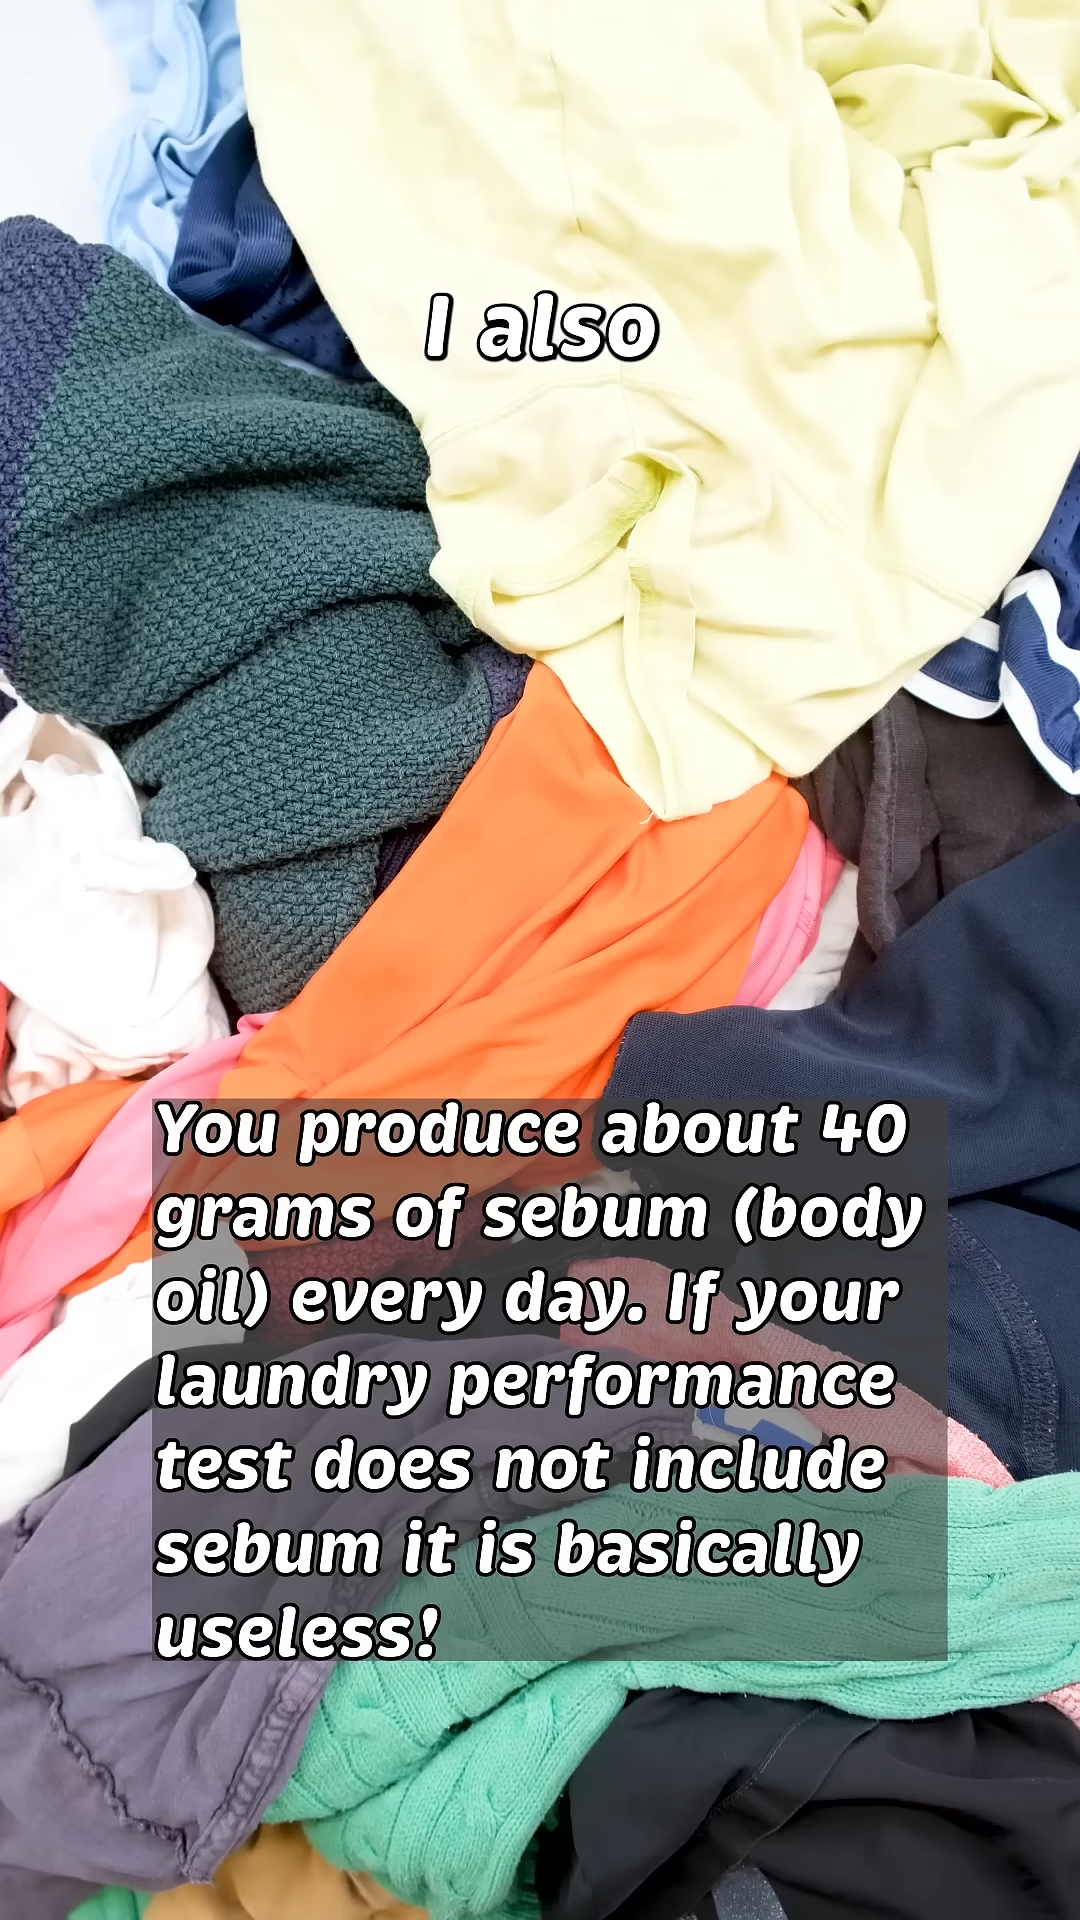 I also
You produce about 40
grams of sebum (body
oil) every day. If your
laundry performance
test does not include
sebum it is basically
useless!